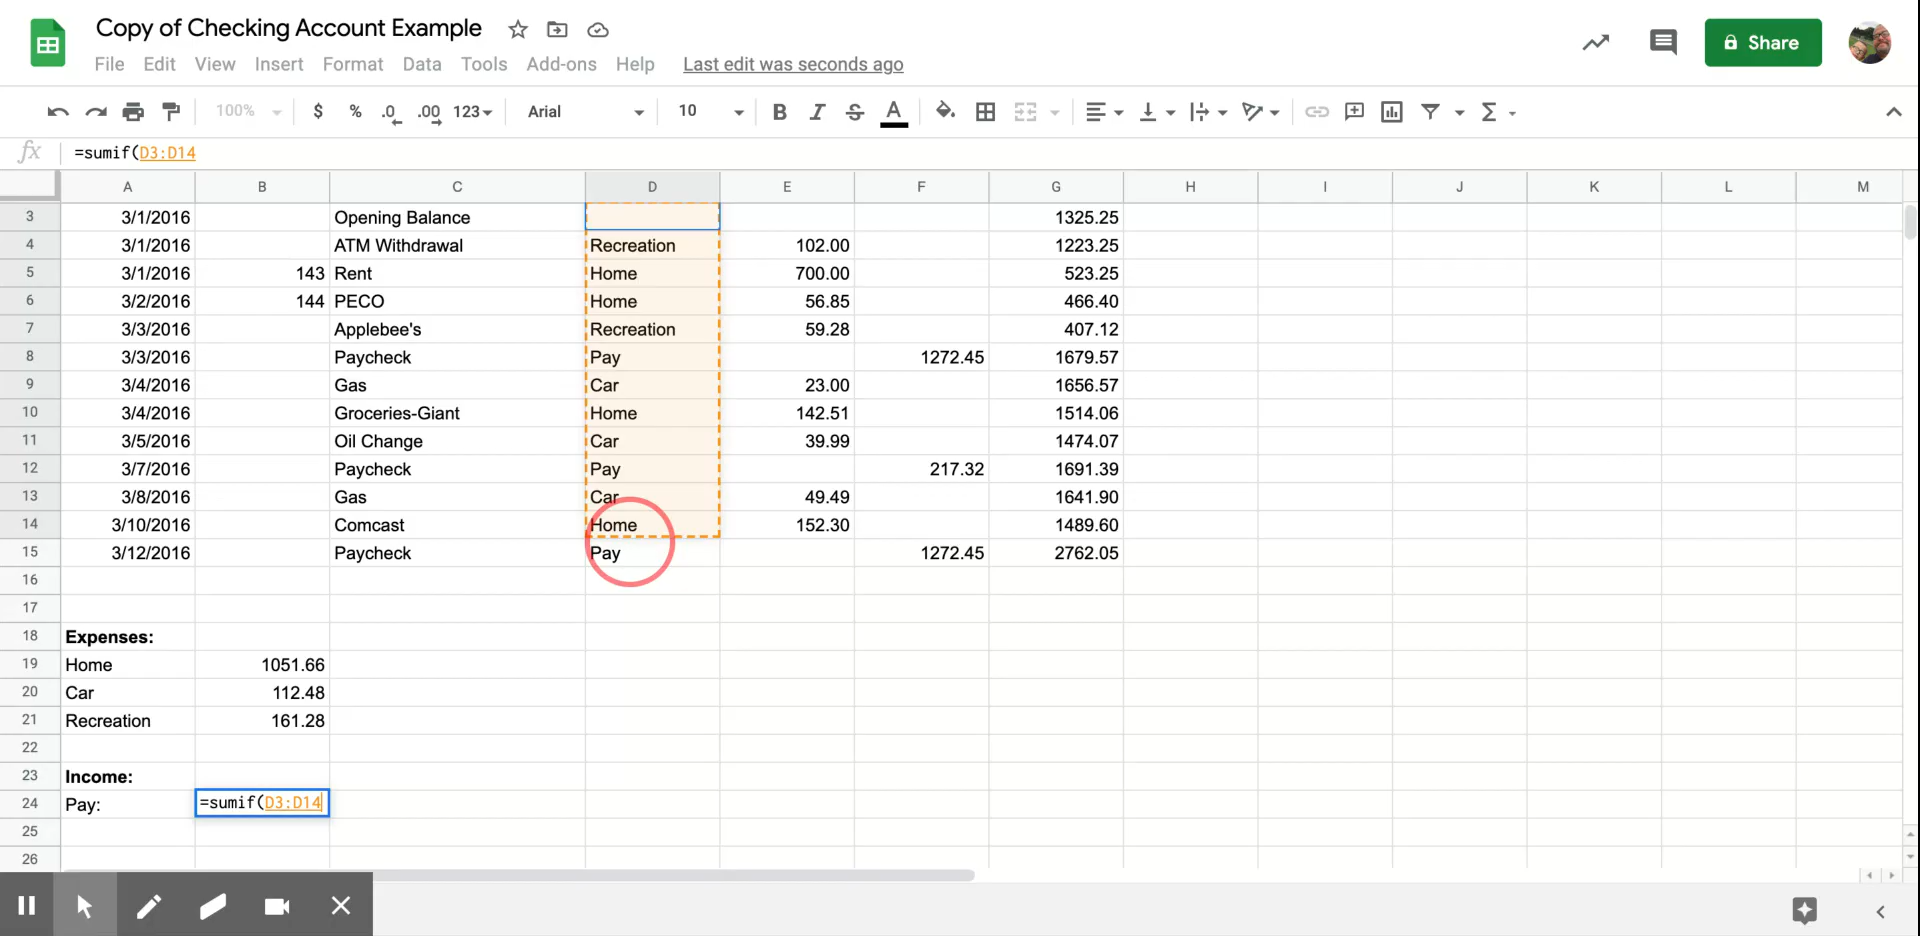 Copy of Checking Account Example
File Edit View Insert Format Data Tools Add-ons Help Last edit was seconds ago
Share
100% $ % .0 .00 123 Arial 10 B I S A Σ
fx =sumif(D3:D14
A B C D E F G H I J K L M
3 3/1/2016 Opening Balance 1325.25
4 3/1/2016 ATM Withdrawal Recreation 102.00 1223.25
5 3/1/2016 143 Rent Home 700.00 523.25
6 3/2/2016 144 PECO Home 56.85 466.40
7 3/3/2016 Applebee's Recreation 59.28 407.12
8 3/3/2016 Paycheck Pay 1272.45 1679.57
9 3/4/2016 Gas Car 23.00 1656.57
10 3/4/2016 Groceries-Giant Home 142.51 1514.06
11 3/5/2016 Oil Change Car 39.99 1474.07
12 3/7/2016 Paycheck Pay 217.32 1691.39
13 3/8/2016 Gas Car 49.49 1641.90
14 3/10/2016 Comcast Home 152.30 1489.60
15 3/12/2016 Paycheck Pay 1272.45 2762.05
16
17
18 Expenses:
19 Home 1051.66
20 Car 112.48
21 Recreation 161.28
22
23 Income:
24 Pay: =sumif(D3:D14
25
26